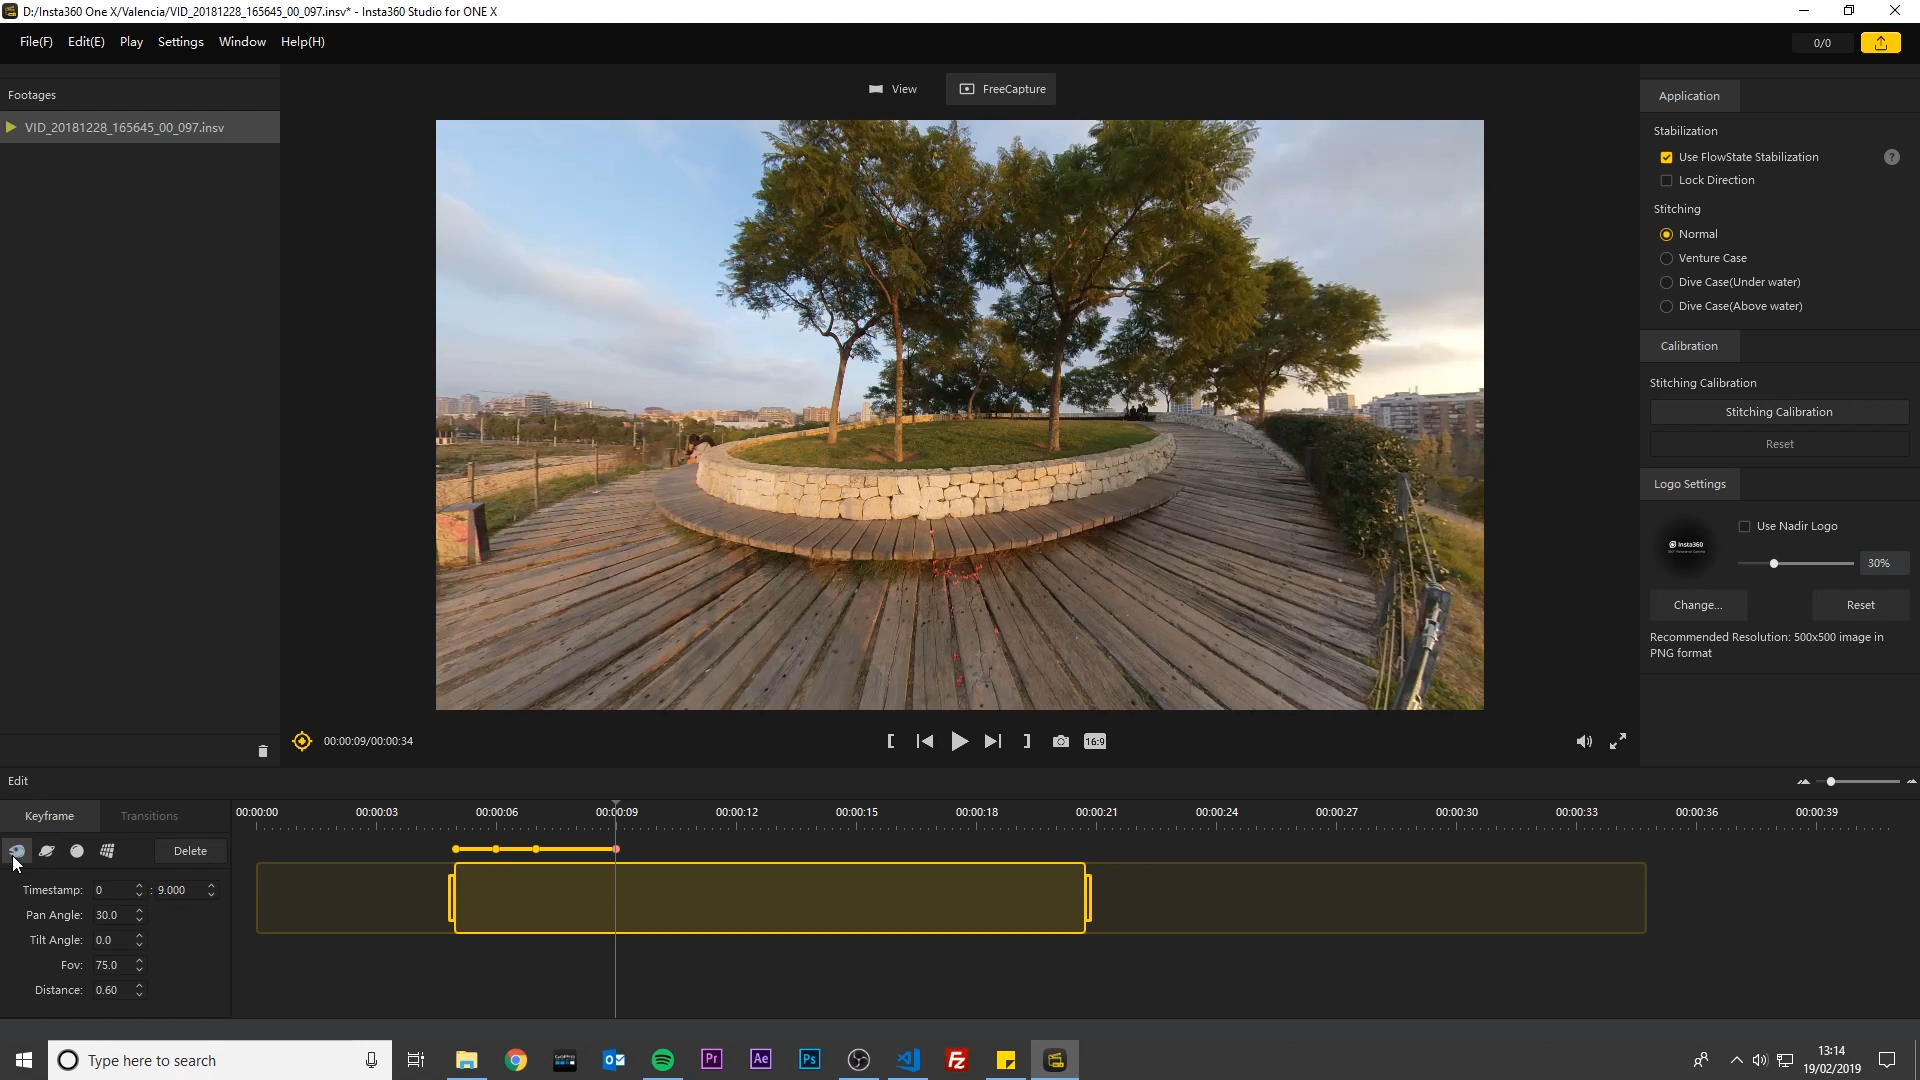 D:/Insta360 One X/Valencia/VID_20181228_165645_00_097.insv* - Insta360 Studio for ONE X
File(F) Edit(E) Play Settings Window Help(H)
0/0
Footages
VID_20181228_165645_00_097.insv
View FreeCapture
Application
Stabilization
Use FlowState Stabilization ?
Lock Direction
Stitching
Normal
Venture Case
Dive Case(Under water)
Dive Case(Above water)
Calibration
Stitching Calibration
Stitching Calibration
Reset
Logo Settings
Insta360
Use Nadir Logo
30%
Change... Reset
Recommended Resolution: 500x500 image in
PNG format
00:00:09/00:00:34
16:9
Edit
Keyframe Transitions
00:00:00 00:00:03 00:00:06 00:00:09 00:00:12 00:00:15 00:00:18 00:00:21 00:00:24 00:00:27 00:00:30 00:00:33 00:00:36 00:00:39
Delete
Timestamp: 0 : 9.000
Pan Angle: 30.0
Tilt Angle: 0.0
Fov: 75.0
Distance: 0.60
Type here to search
GoPro
Pr
Ae
Ps
Fz
13:14
19/02/2019